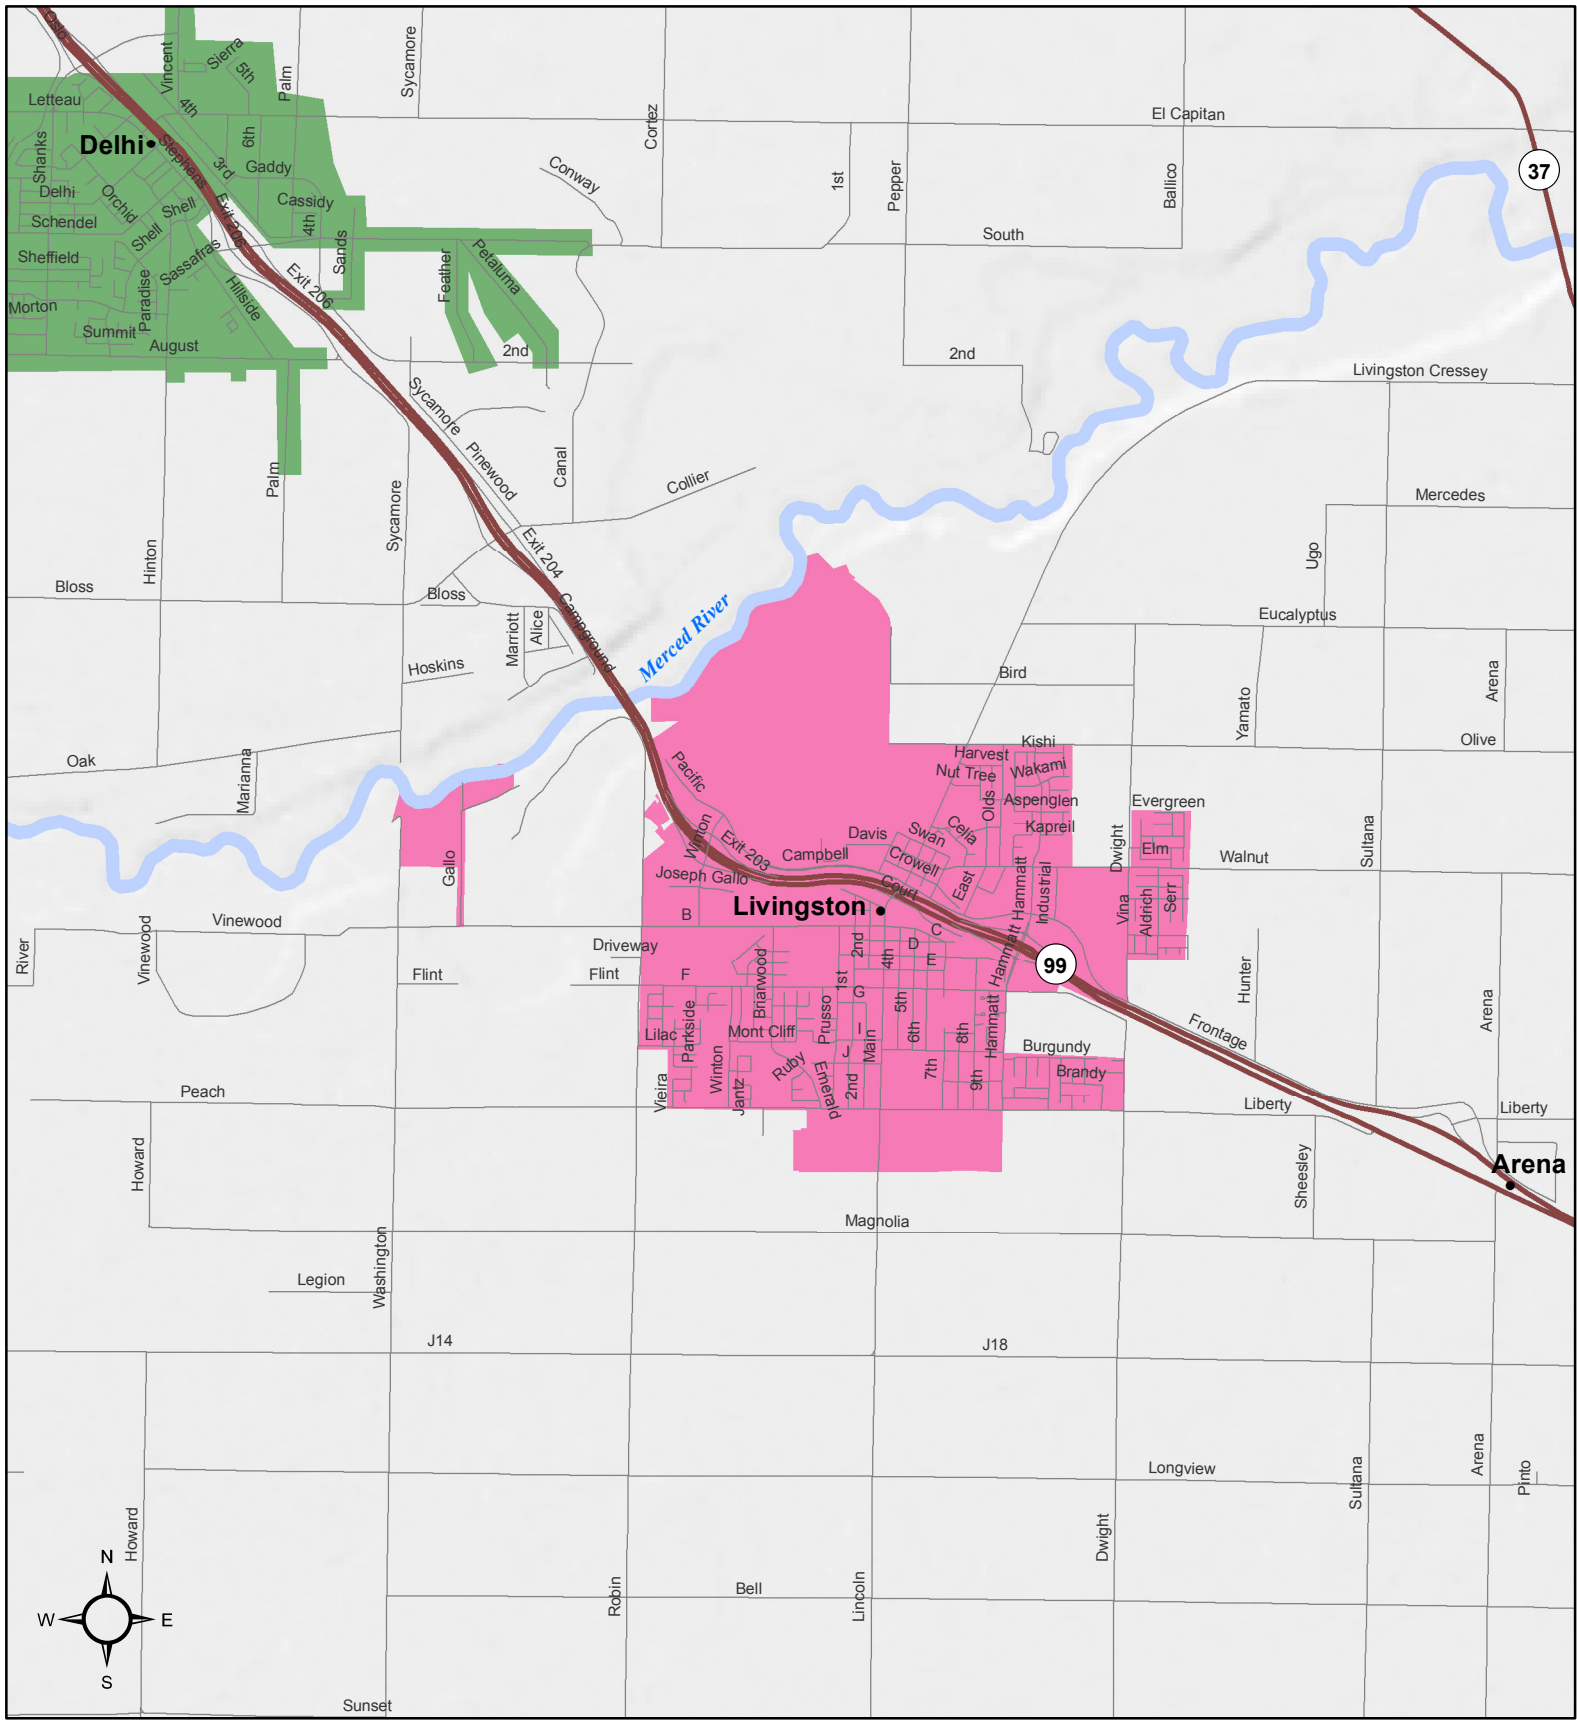 Oslo
Vincent
Sierra
5th
Palm
Sycamore
Letteau
4th
Cortez
El Capitan
6th
Shanks
Delhi
Stephens
3rd
Gaddy
37
Conway
1st
Pepper
Ballico
Delhi
Orchid
Shell
Cassidy
Schendel
4th
Exit 206
South
Shell
Sands
Sheffield
Sassafras
Feather
Petaluma
Exit 206
Paradise
Hillside
Morton
Summit
August
2nd
2nd
Livingston Cressey
Sycamore
Palm
Pinewood
Canal
Collier
Mercedes
Sycamore
Hinton
Exit 204
Ugo
Bloss
Bloss
Campground
Eucalyptus
Marriott
Alice
Merced River
Hoskins
Bird
Arena
Yamato
Oak
Marianna
Pacific
Kishi
Olive
Harvest
Nut Tree
Wakami
Olds
Aspenglen
Evergreen
Winton
Exit 203
Davis
Swan
Celia
Kapreil
Dwight
Elm
Sultana
Campbell
Crowell
Walnut
Gallo
Joseph Gallo
Court
East
Hammatt
Industrial
Livingston
B
Vina
Aldrich
Serr
Vinewood
C
River
Vinewood
Driveway
2nd
4th
D
E
Hammatt
Hammatt
99
Hunter
Flint
Flint
F
Briarwood
1st
G
5th
Arena
Lilac
Parkside
Mont Cliff
Prusso
I
Main
6th
8th
Hammatt
Frontage
J
Burgundy
Winton
Ruby
Emerald
7th
9th
Brandy
Peach
Vieira
Jantz
2nd
Liberty
Liberty
Howard
Sheesley
Arena
Magnolia
Washington
Legion
J14
J18
Longview
Arena
Sultana
Pinto
Howard
Dwight
N
W
E
S
Robin
Bell
Lincoln
Sunset